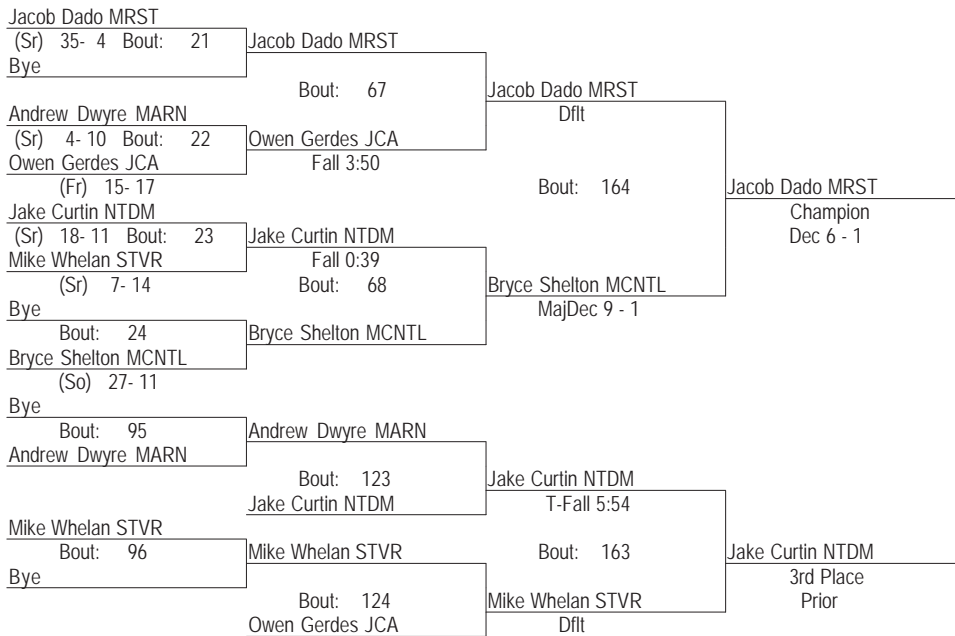 Jacob Dado MRST
(Sr) 35- 4 Bout: 21 Jacob Dado MRST
Bye
Bout: 67 Jacob Dado MRST
Andrew Dwyre MARN Dflt
(Sr) 4- 10 Bout: 22 Owen Gerdes JCA
Owen Gerdes JCA Fall 3:50
(Fr) 15- 17 Bout: 164 Jacob Dado MRST
Jake Curtin NTDM Champion
(Sr) 18- 11 Bout: 23 Jake Curtin NTDM Dec 6 - 1
Mike Whelan STVR Fall 0:39
(Sr) 7- 14 Bout: 68 Bryce Shelton MCNTL
Bye MajDec 9 - 1
Bout: 24 Bryce Shelton MCNTL
Bryce Shelton MCNTL
(So) 27- 11
Bye
Bout: 95 Andrew Dwyre MARN
Andrew Dwyre MARN
Bout: 123 Jake Curtin NTDM
Jake Curtin NTDM T-Fall 5:54
Mike Whelan STVR
Bout: 96 Mike Whelan STVR Bout: 163 Jake Curtin NTDM
Bye 3rd Place
Bout: 124 Mike Whelan STVR Prior
Owen Gerdes JCA Dflt